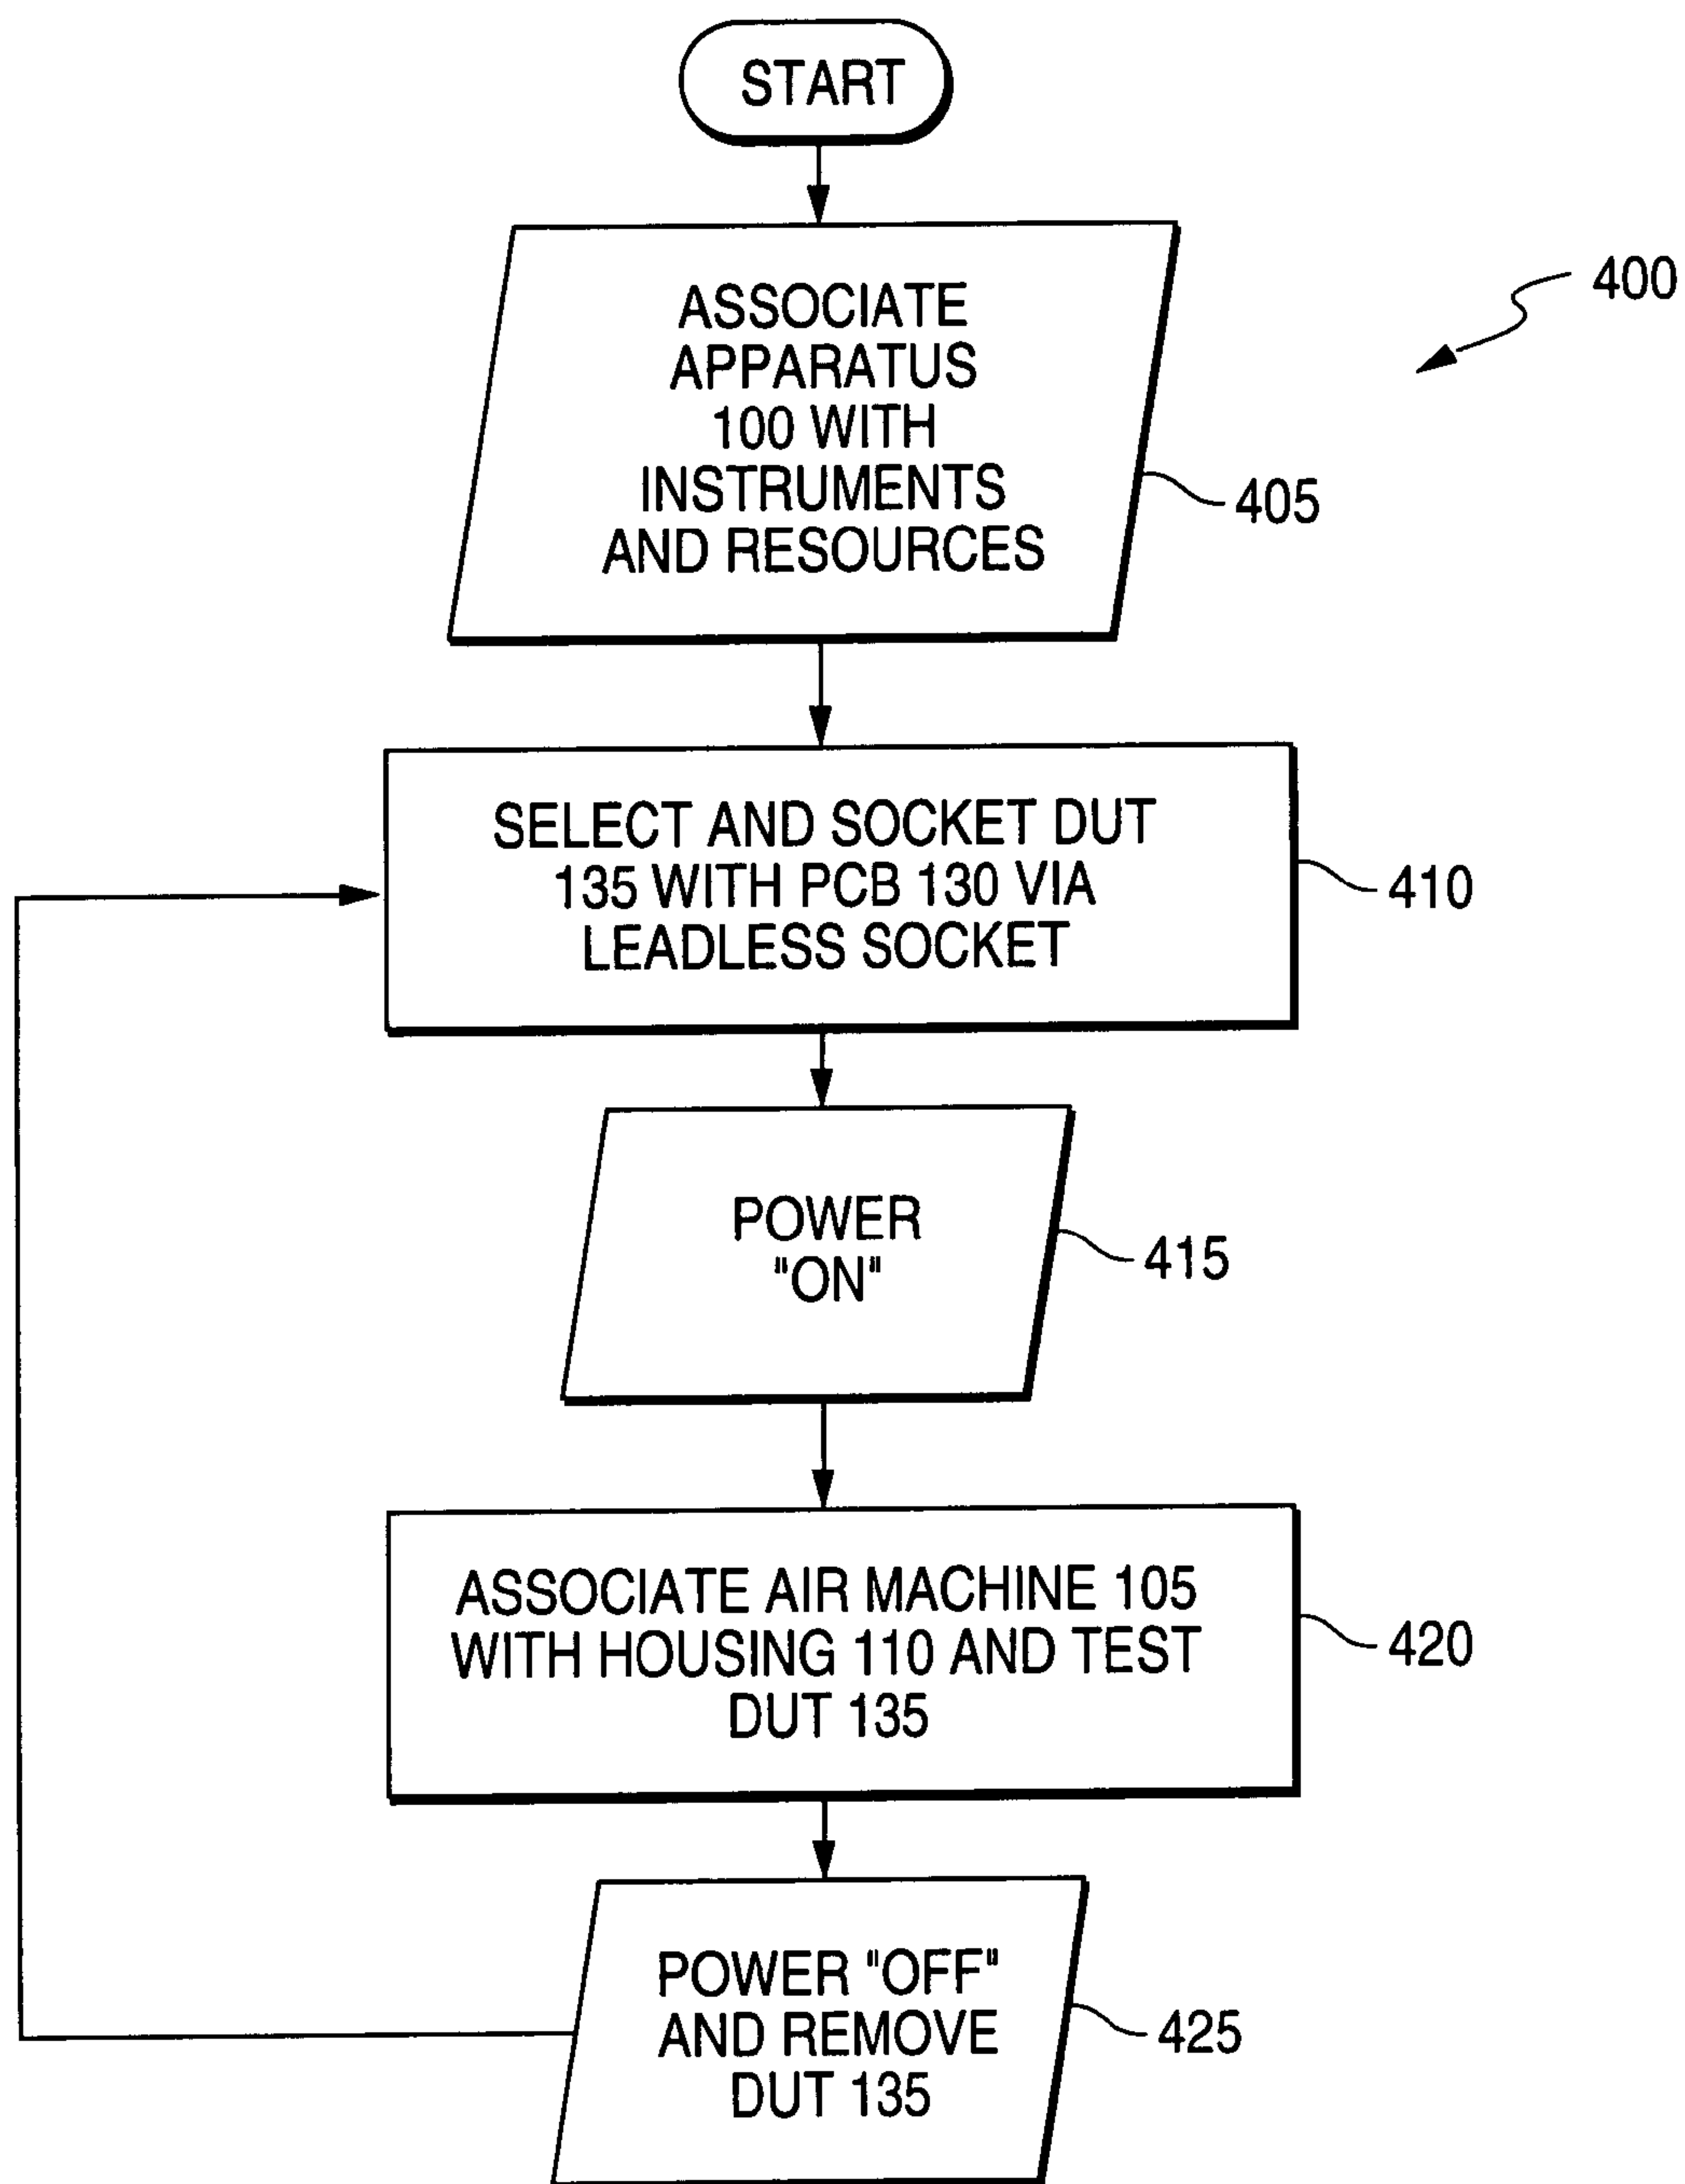 START
400
ASSOCIATE
APPARATUS
100 WITH
INSTRUMENTS
AND RESOURCES
405
SELECT AND SOCKET DUT
135 WITH PCB 130 VIA
LEADLESS SOCKET
410
POWER
"ON"
415
ASSOCIATE AIR MACHINE 105
WITH HOUSING 110 AND TEST
DUT 135
420
POWER "OFF"
AND REMOVE
DUT 135
425